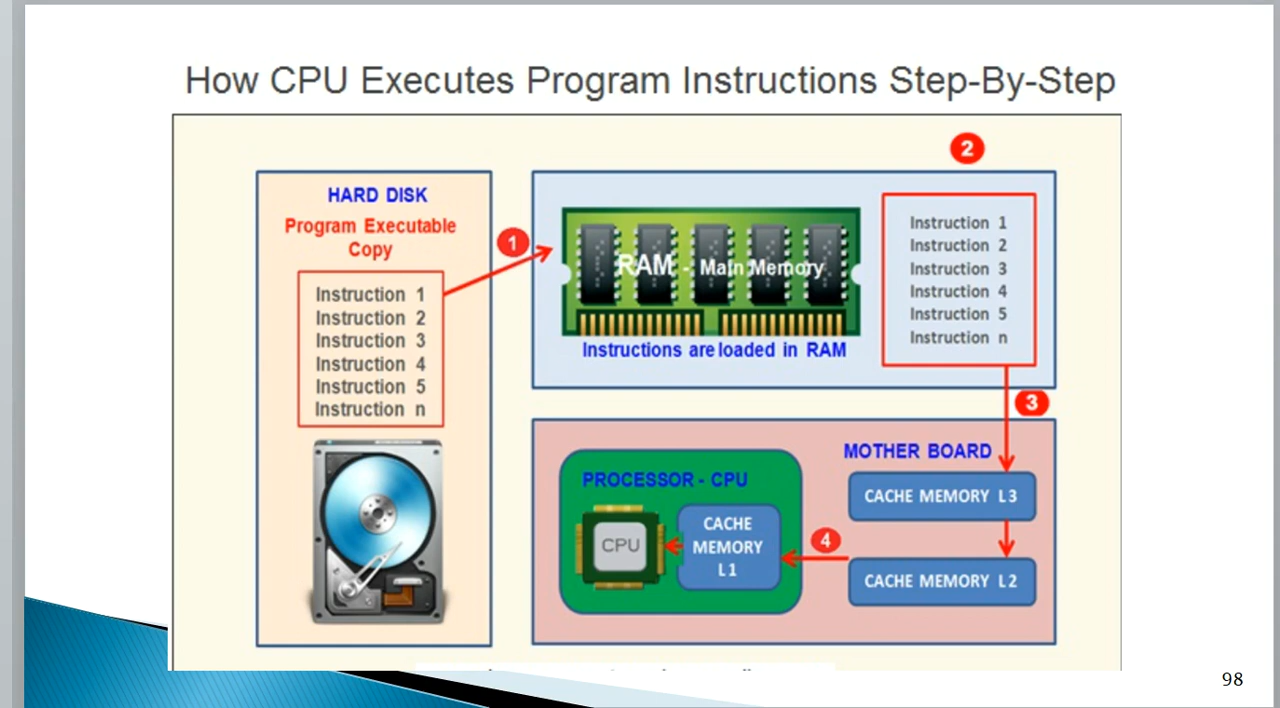 How CPU Executes Program Instructions Step-By-Step
HARD DISK
Program Executable
Copy
Instruction 1
Instruction 2
Instruction 3
Instruction 4
Instruction 5
Instruction n
1
RAM - Main Memory
Instructions are loaded in RAM
2
Instruction 1
Instruction 2
Instruction 3
Instruction 4
Instruction 5
Instruction n
3
MOTHER BOARD
CACHE MEMORY L3
CACHE MEMORY L2
4
PROCESSOR - CPU
CPU
CACHE
MEMORY
L1
98